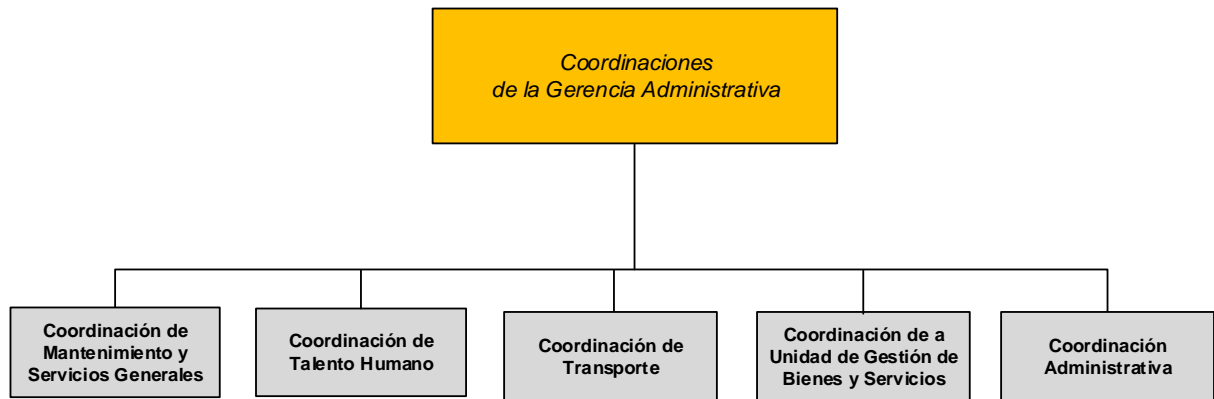 Coordinaciones
de la Gerencia Administrativa
Coordinación de
Mantenimiento y
Servicios Generales
Coordinación de
Talento Humano
Coordinación de
Transporte
Coordinación de a
Unidad de Gestión de
Bienes y Servicios
Coordinación
Administrativa